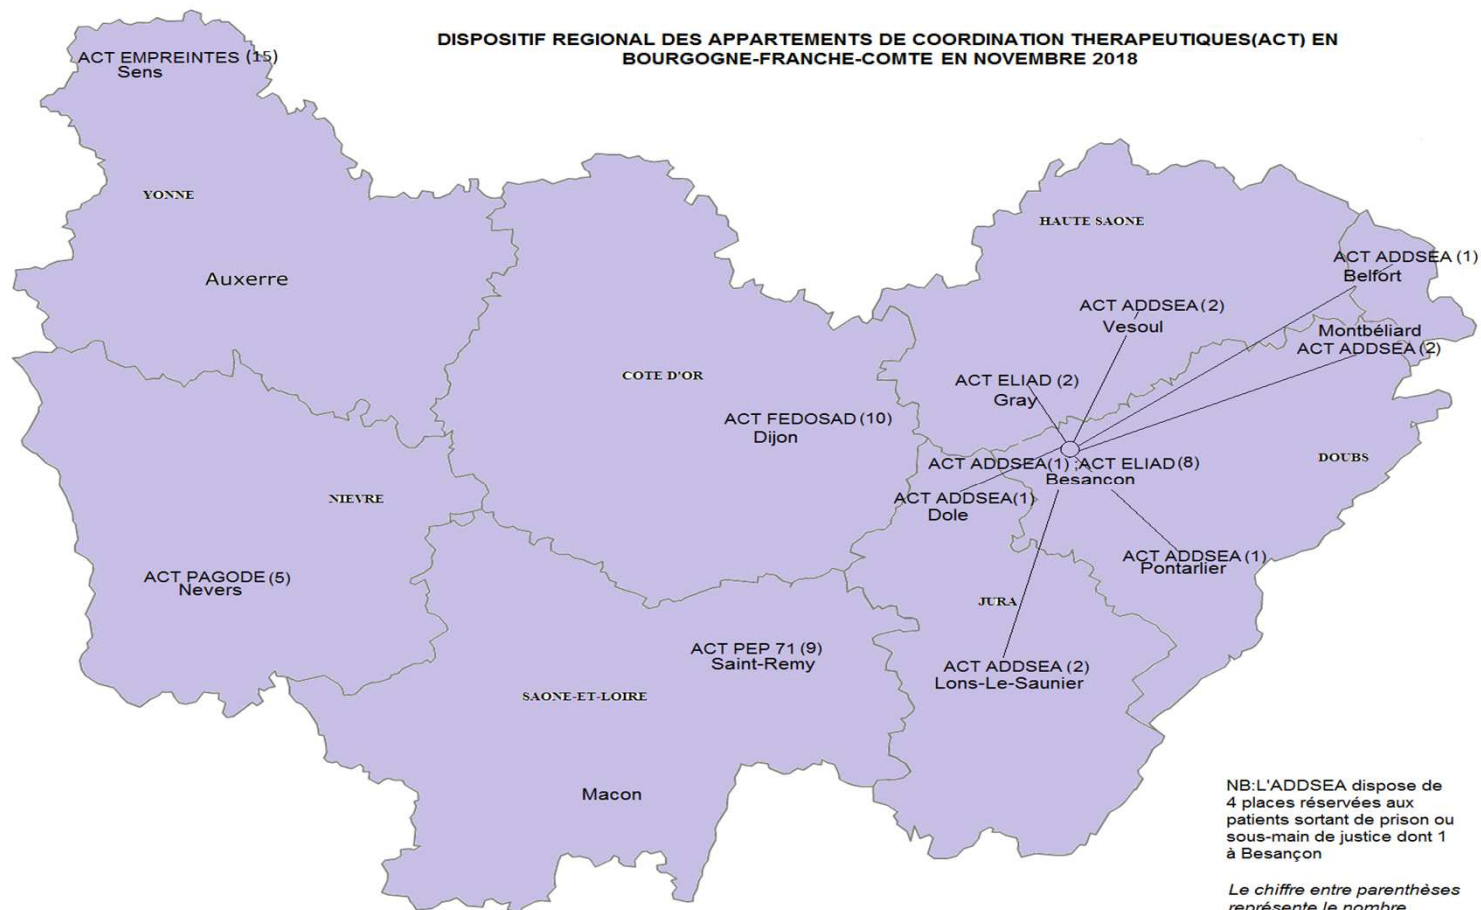 DISPOSITIF REGIONAL DES APPARTEMENTS DE COORDINATION THERAPEUTIQUES(ACT) EN
BOURGOGNE-FRANCHE-COMTE EN NOVEMBRE 2018
ACT EMPREINTES (15)
Sens
YONNE
Auxerre
HAUTE SAONE
ACT ADDSEA (1)
Belfort
ACT ADDSEA (2)
Vesoul
Montbéliard
ACT ADDSEA (2)
COTE D'OR
ACT ELIAD (2)
Gray
ACT FEDOSAD (10)
Dijon
DOUBS
ACT ADDSEA(1) ;ACT ELIAD(8)
Besancon
NIEVRE
ACT ADDSEA(1)
Dole
ACT ADDSEA (1)
Pontarlier
ACT PAGODE (5)
Nevers
JURA
ACT PEP 71 (9)
Saint-Remy
ACT ADDSEA (2)
Lons-Le-Saunier
SAONE-ET-LOIRE
Macon
NB:L'ADDSEA dispose de
4 places réservées aux
patients sortant de prison ou
sous-main de justice dont 1
à Besançon
Le chiffre entre parenthèses
représente le nombre